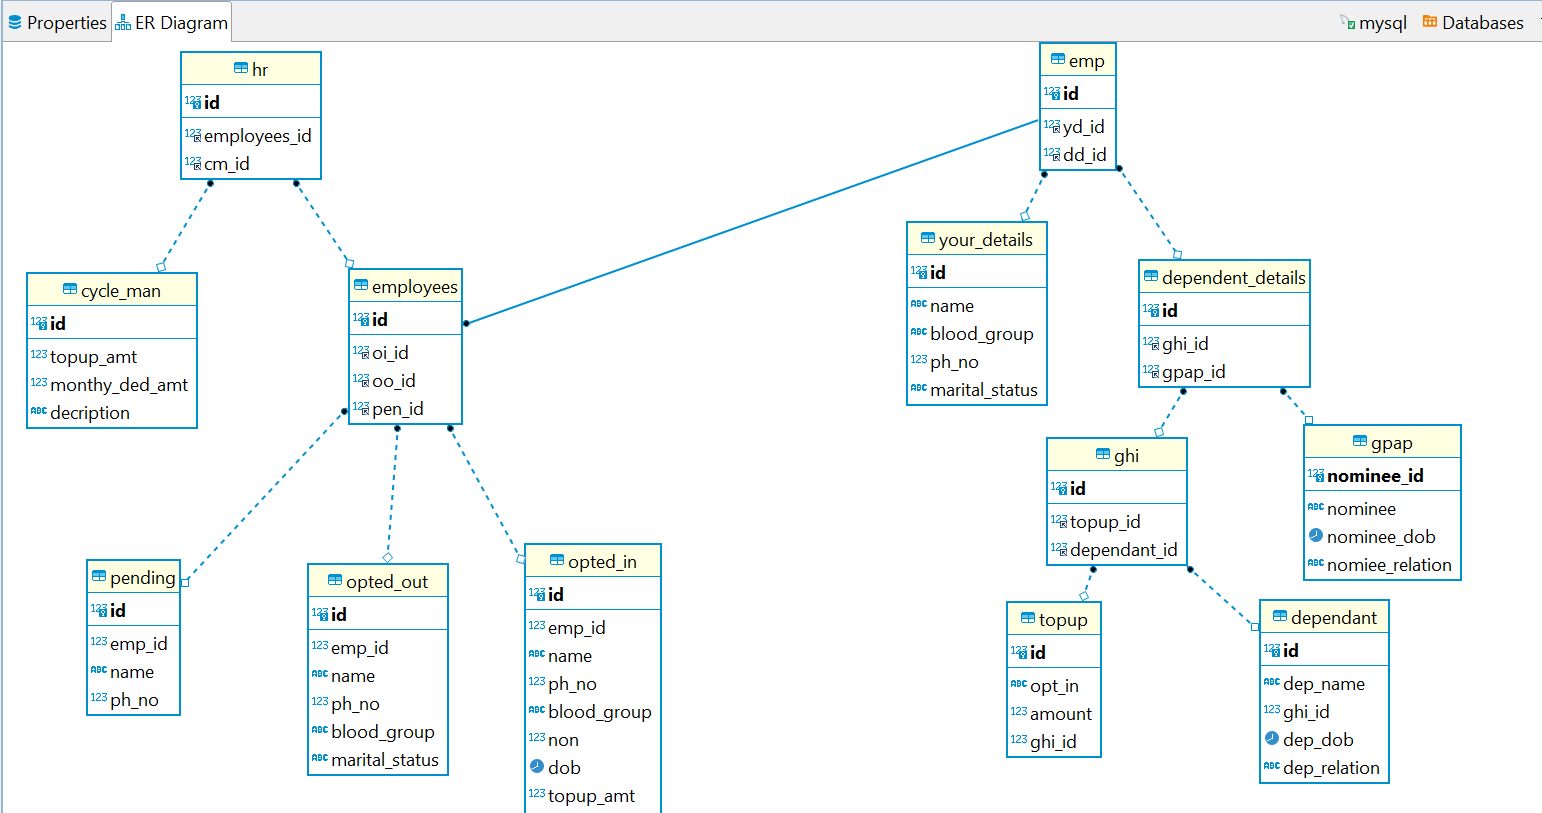 Properties
ER Diagram
mysql
Databases
hr
id
employees_id
cm_id
emp
id
yd_id
dd_id
cycle_man
id
topup_amt
monthy_ded_amt
decription
employees
id
oi_id
oo_id
pen_id
your_details
id
name
blood_group
ph_no
marital_status
dependent_details
id
ghi_id
gpap_id
ghi
id
topup_id
dependant_id
gpap
nominee_id
nominee
nominee_dob
nomiee_relation
pending
id
emp_id
name
ph_no
opted_out
id
emp_id
name
ph_no
blood_group
marital_status
opted_in
id
emp_id
name
ph_no
blood_group
non
dob
topup_amt
topup
id
opt_in
amount
ghi_id
dependant
id
dep_name
ghi_id
dep_dob
dep_relation